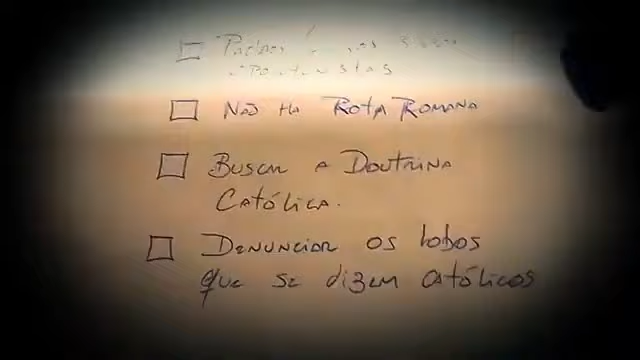 Não há Rota Romana
Buscar a Doutrina
Católica.
Denunciar os lobos
que se dizem católicos